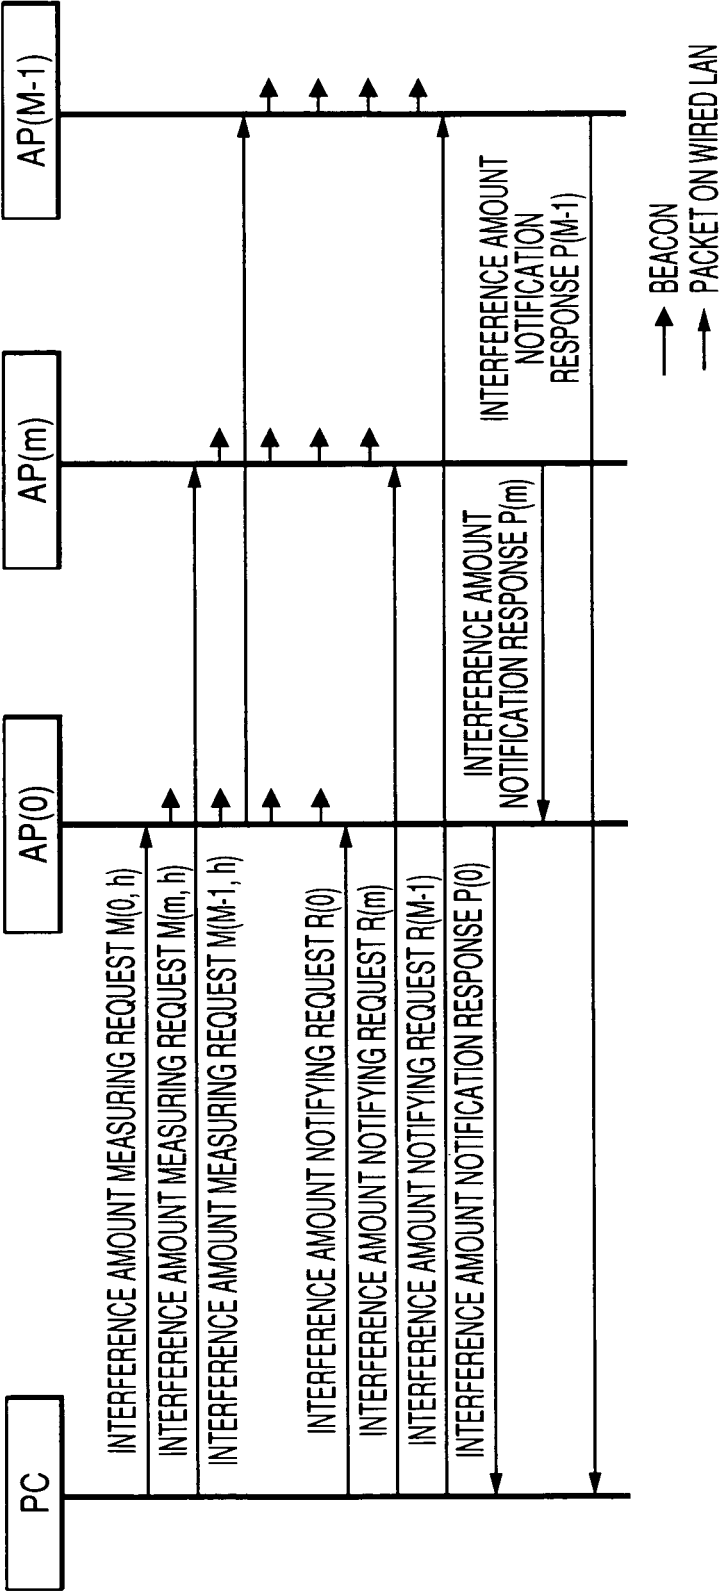 PC
AP(0)
AP(m)
AP(M-1)
INTERFERENCE AMOUNT MEASURING REQUEST M(0, h)
INTERFERENCE AMOUNT MEASURING REQUEST M(m, h)
INTERFERENCE AMOUNT MEASURING REQUEST M(M-1, h)
INTERFERENCE AMOUNT NOTIFYING REQUEST R(0)
INTERFERENCE AMOUNT NOTIFYING REQUEST R(m)
INTERFERENCE AMOUNT NOTIFYING REQUEST R(M-1)
INTERFERENCE AMOUNT NOTIFICATION RESPONSE P(0)
INTERFERENCE AMOUNT
NOTIFICATION RESPONSE P(m)
INTERFERENCE AMOUNT
NOTIFICATION
RESPONSE P(M-1)
BEACON
PACKET ON WIRED LAN